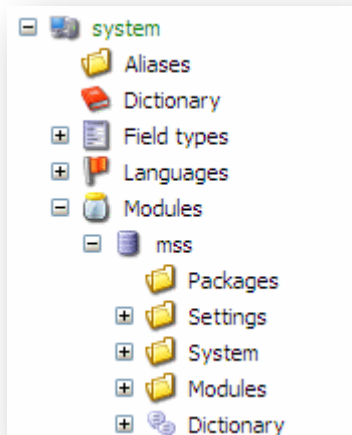 system
Aliases
Dictionary
Field types
Languages
Modules
mss
Packages
Settings
System
Modules
Dictionary